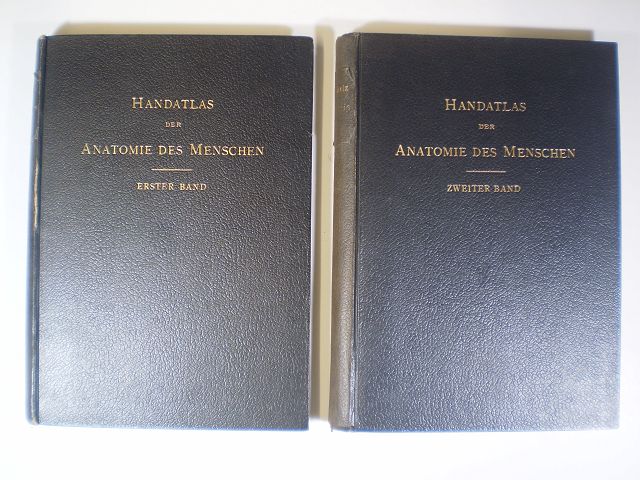 HANDATLAS
DER
ANATOMIE DES MENSCHEN
ERSTER BAND
HANDATLAS
DER
ANATOMIE DES MENSCHEN
ZWEITER BAND